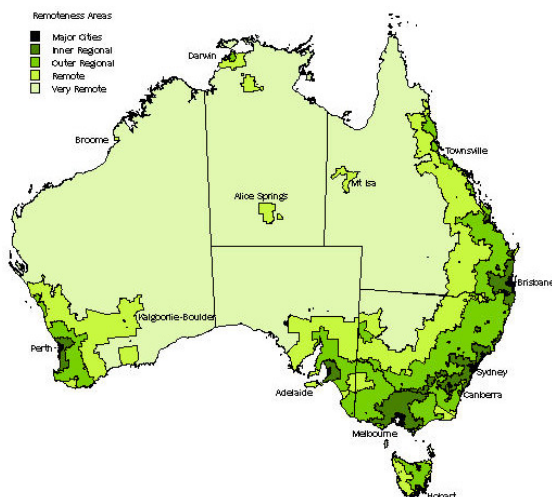 Remoteness Areas
Major Cities
Inner Regional
Outer Regional
Remote
Very Remote
Darwin
Broome
Townsville
Mt Isa
Alice Springs
Brisbane
Kalgoorlie-Boulder
Perth
Sydney
Adelaide
Canberra
Melbourne
Hobart